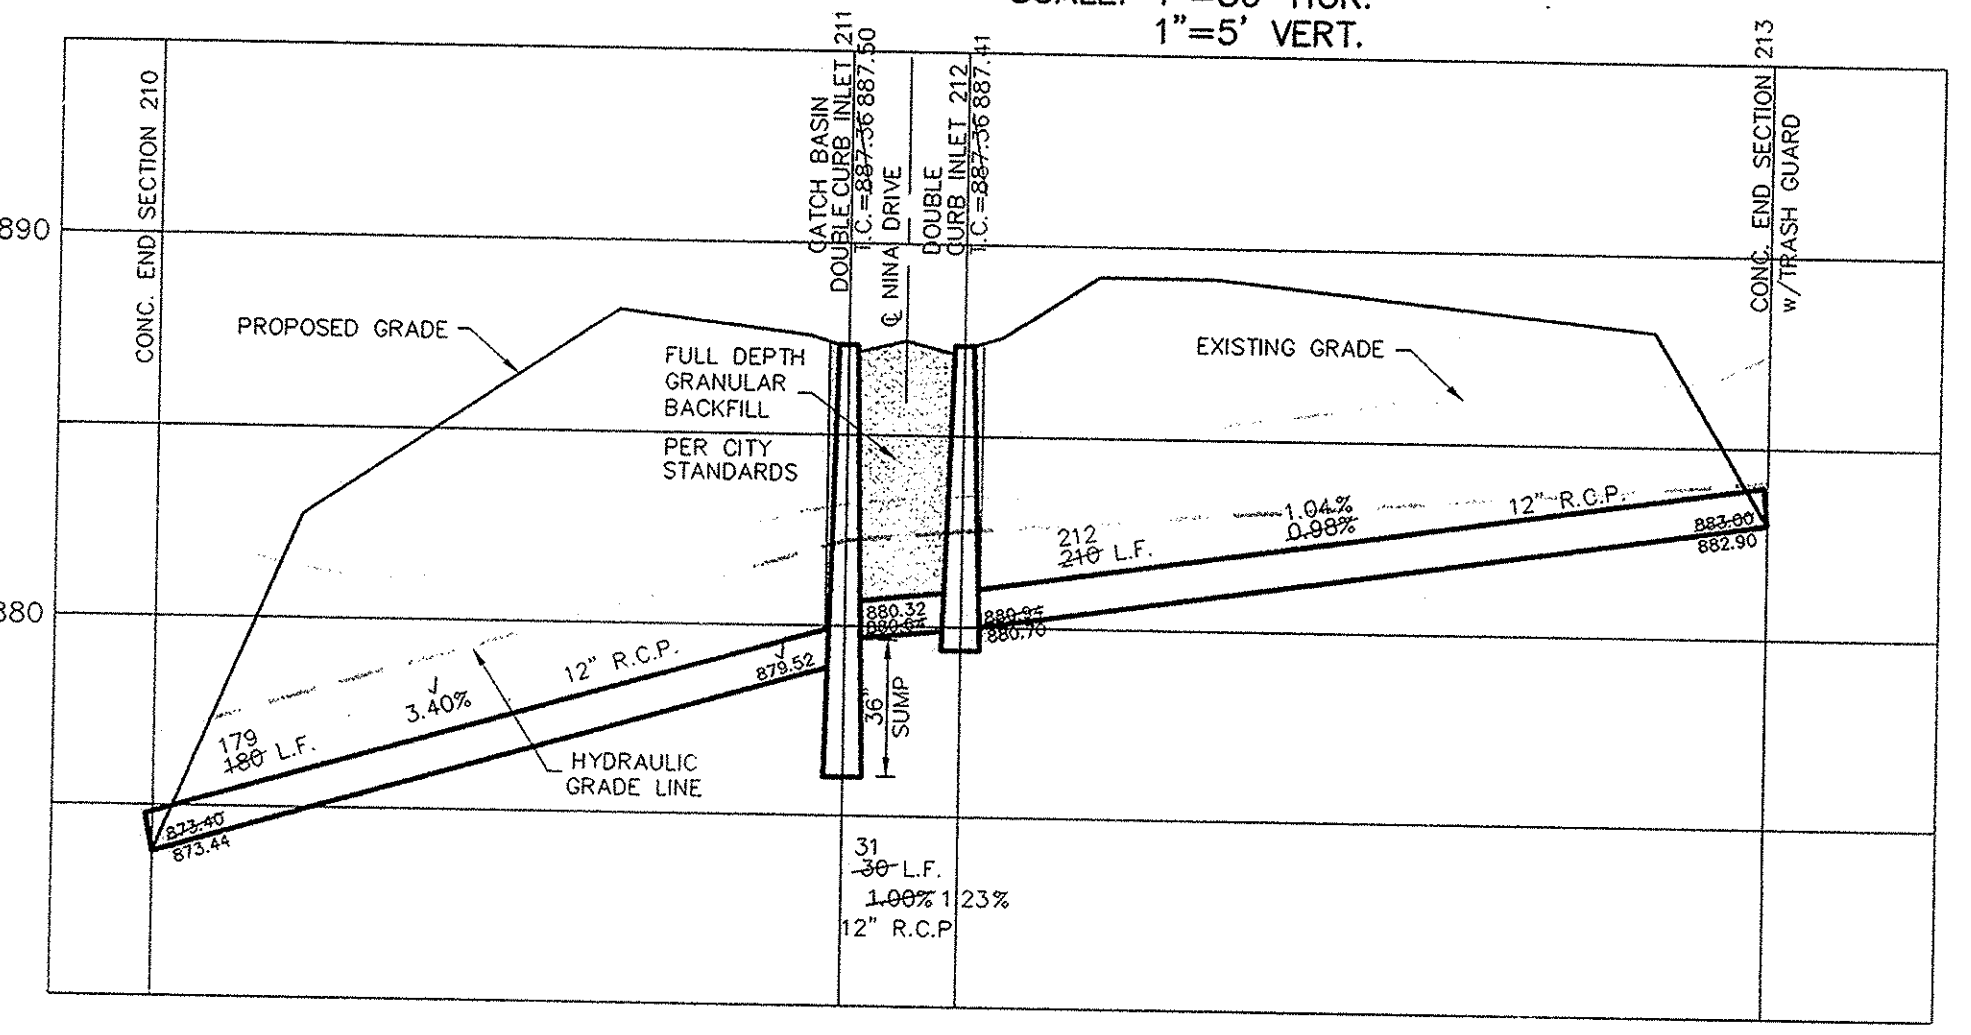 1"=5' VERT.
CONC. END SECTION 210
CATCH BASIN
DOUBLE CURB INLET 211
T.C.=887.36 887.50
℄ NINA DRIVE
DOUBLE
CURB INLET 212
T.C.=887.36 887.41
CONC. END SECTION 213
w/TRASH GUARD
890
PROPOSED GRADE
FULL DEPTH
GRANULAR
BACKFILL
PER CITY
STANDARDS
EXISTING GRADE
1.04%
0.98%
12" R.C.P.
212
210 L.F.
883.00
882.90
880
880.32
880.94
880.70
12" R.C.P.
879.52
3.40%
179
180 L.F.
36"
SUMP
HYDRAULIC
GRADE LINE
873.40
873.44
31
30 L.F.
1.00% 1.23%
12" R.C.P.